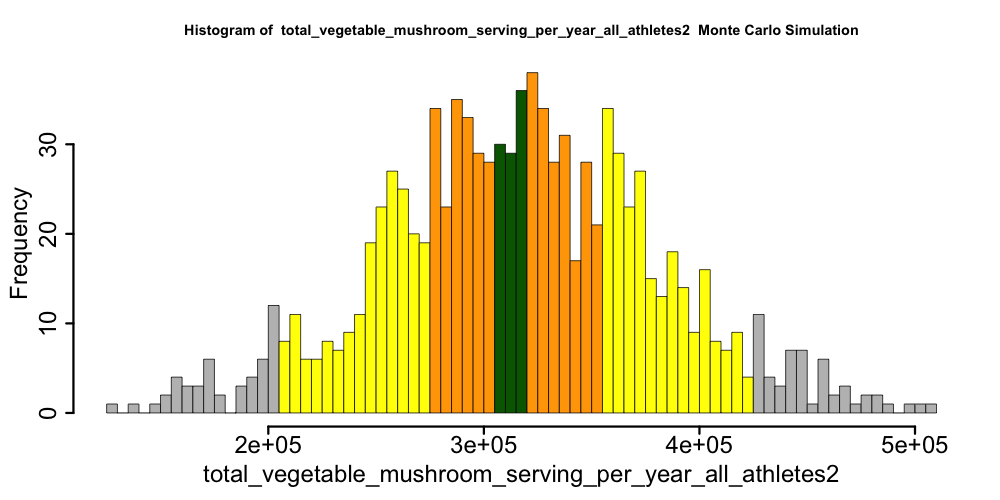 Histogram of  total_vegetable_mushroom_serving_per_year_all_athletes2  Monte Carlo Simulation
Frequency
30
20
10
0
2e+05 3e+05 4e+05 5e+05
total_vegetable_mushroom_serving_per_year_all_athletes2